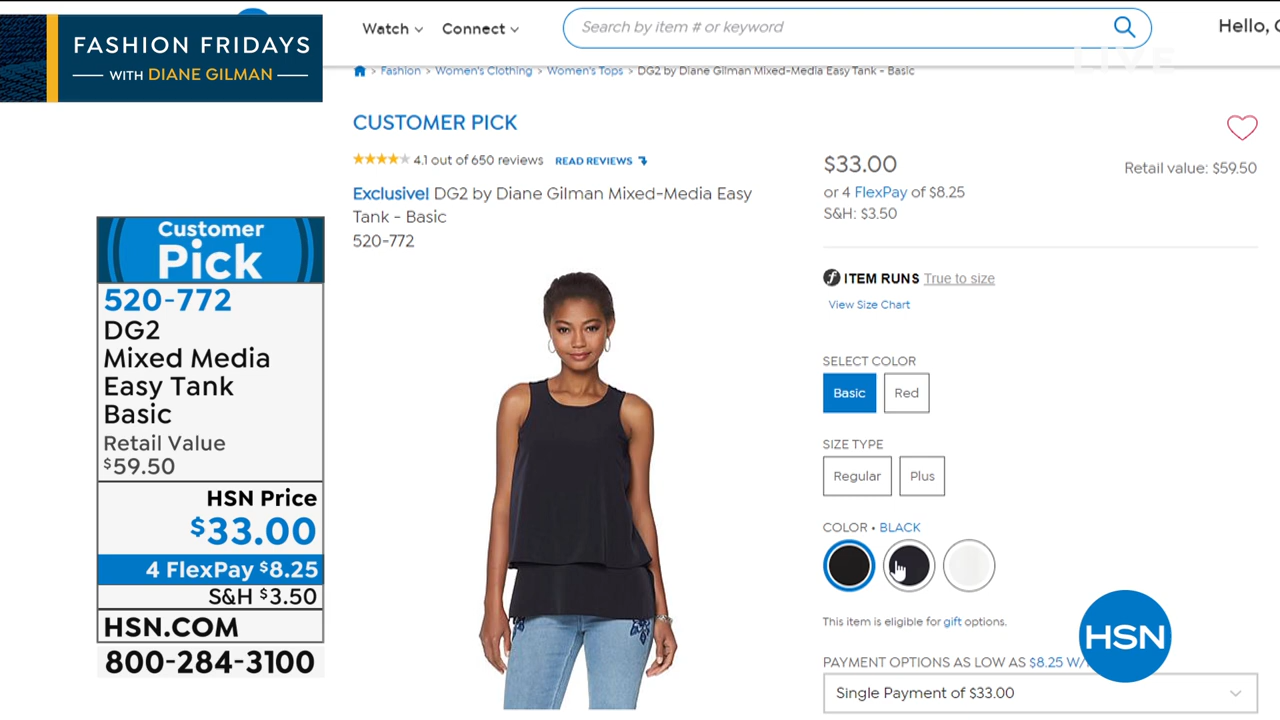 FASHION FRIDAYS
WITH DIANE GILMAN
Watch
Connect
Search by item # or keyword
Hello,
LIVE
> Fashion > Women's Clothing > Women's Tops > DG2 by Diane Gilman Mixed-Media Easy Tank - Basic
CUSTOMER PICK
4.1 out of 650 reviews READ REVIEWS
Exclusive! DG2 by Diane Gilman Mixed-Media Easy
Tank - Basic
520-772
$33.00
Retail value: $59.50
or 4 FlexPay of $8.25
S&H: $3.50
ITEM RUNS True to size
View Size Chart
SELECT COLOR
Basic
Red
SIZE TYPE
Regular
Plus
COLOR • BLACK
This item is eligible for gift options.
PAYMENT OPTIONS AS LOW AS $8.25 W/
Single Payment of $33.00
HSN
Customer
Pick
520-772
DG2
Mixed Media
Easy Tank
Basic
Retail Value
$59.50
HSN Price
$33.00
4 FlexPay $8.25
S&H $3.50
HSN.COM
800-284-3100